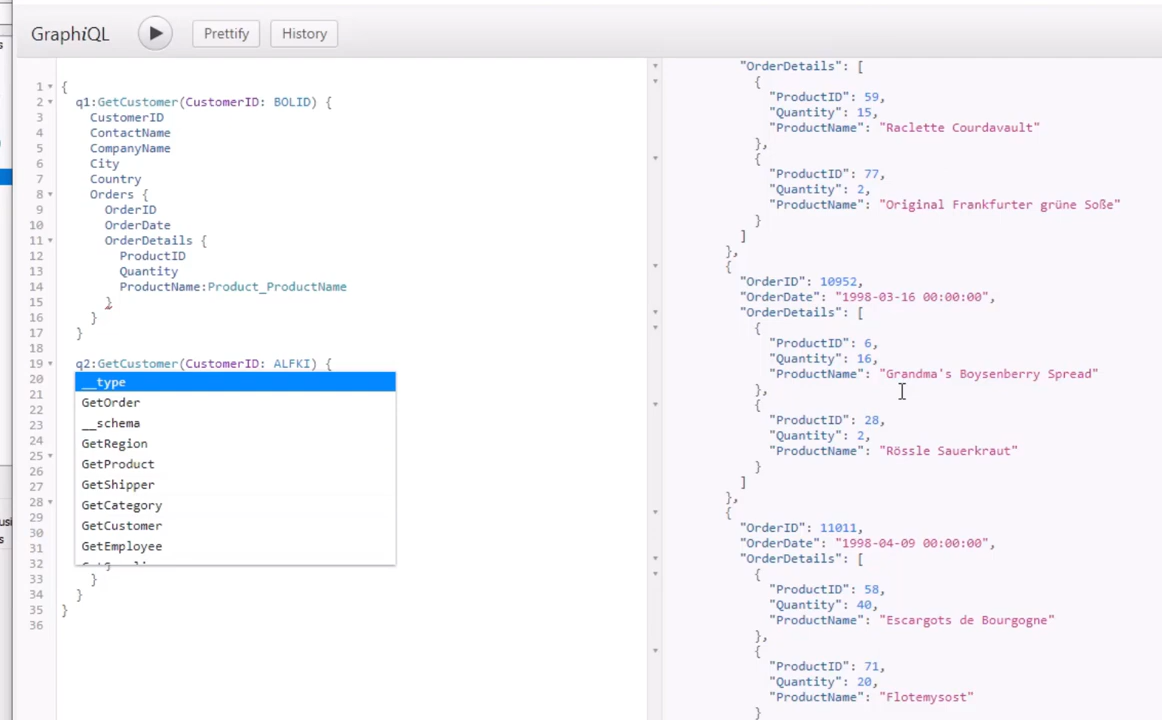 GraphiQL Prettify History
1 {
2 q1:GetCustomer(CustomerID: BOLID) {
3 CustomerID
4 ContactName
5 CompanyName
6 City
7 Country
8 Orders {
9 OrderID
10 OrderDate
11 OrderDetails {
12 ProductID
13 Quantity
14 ProductName:Product_ProductName
15 }
16 }
17 }
18
19 q2:GetCustomer(CustomerID: ALFKI) {
20
21
22
23
24
25
26
27
28
29
30
31
32
33 }
34 }
35 }
36
__type
GetOrder
__schema
GetRegion
GetProduct
GetShipper
GetCategory
GetCustomer
GetEmployee
"OrderDetails": [
{
"ProductID": 59,
"Quantity": 15,
"ProductName": "Raclette Courdavault"
},
{
"ProductID": 77,
"Quantity": 2,
"ProductName": "Original Frankfurter grüne Soße"
}
]
},
{
"OrderID": 10952,
"OrderDate": "1998-03-16 00:00:00",
"OrderDetails": [
{
"ProductID": 6,
"Quantity": 16,
"ProductName": "Grandma's Boysenberry Spread"
},
{
"ProductID": 28,
"Quantity": 2,
"ProductName": "Rössle Sauerkraut"
}
]
},
{
"OrderID": 11011,
"OrderDate": "1998-04-09 00:00:00",
"OrderDetails": [
{
"ProductID": 58,
"Quantity": 40,
"ProductName": "Escargots de Bourgogne"
},
{
"ProductID": 71,
"Quantity": 20,
"ProductName": "Flotemysost"
}